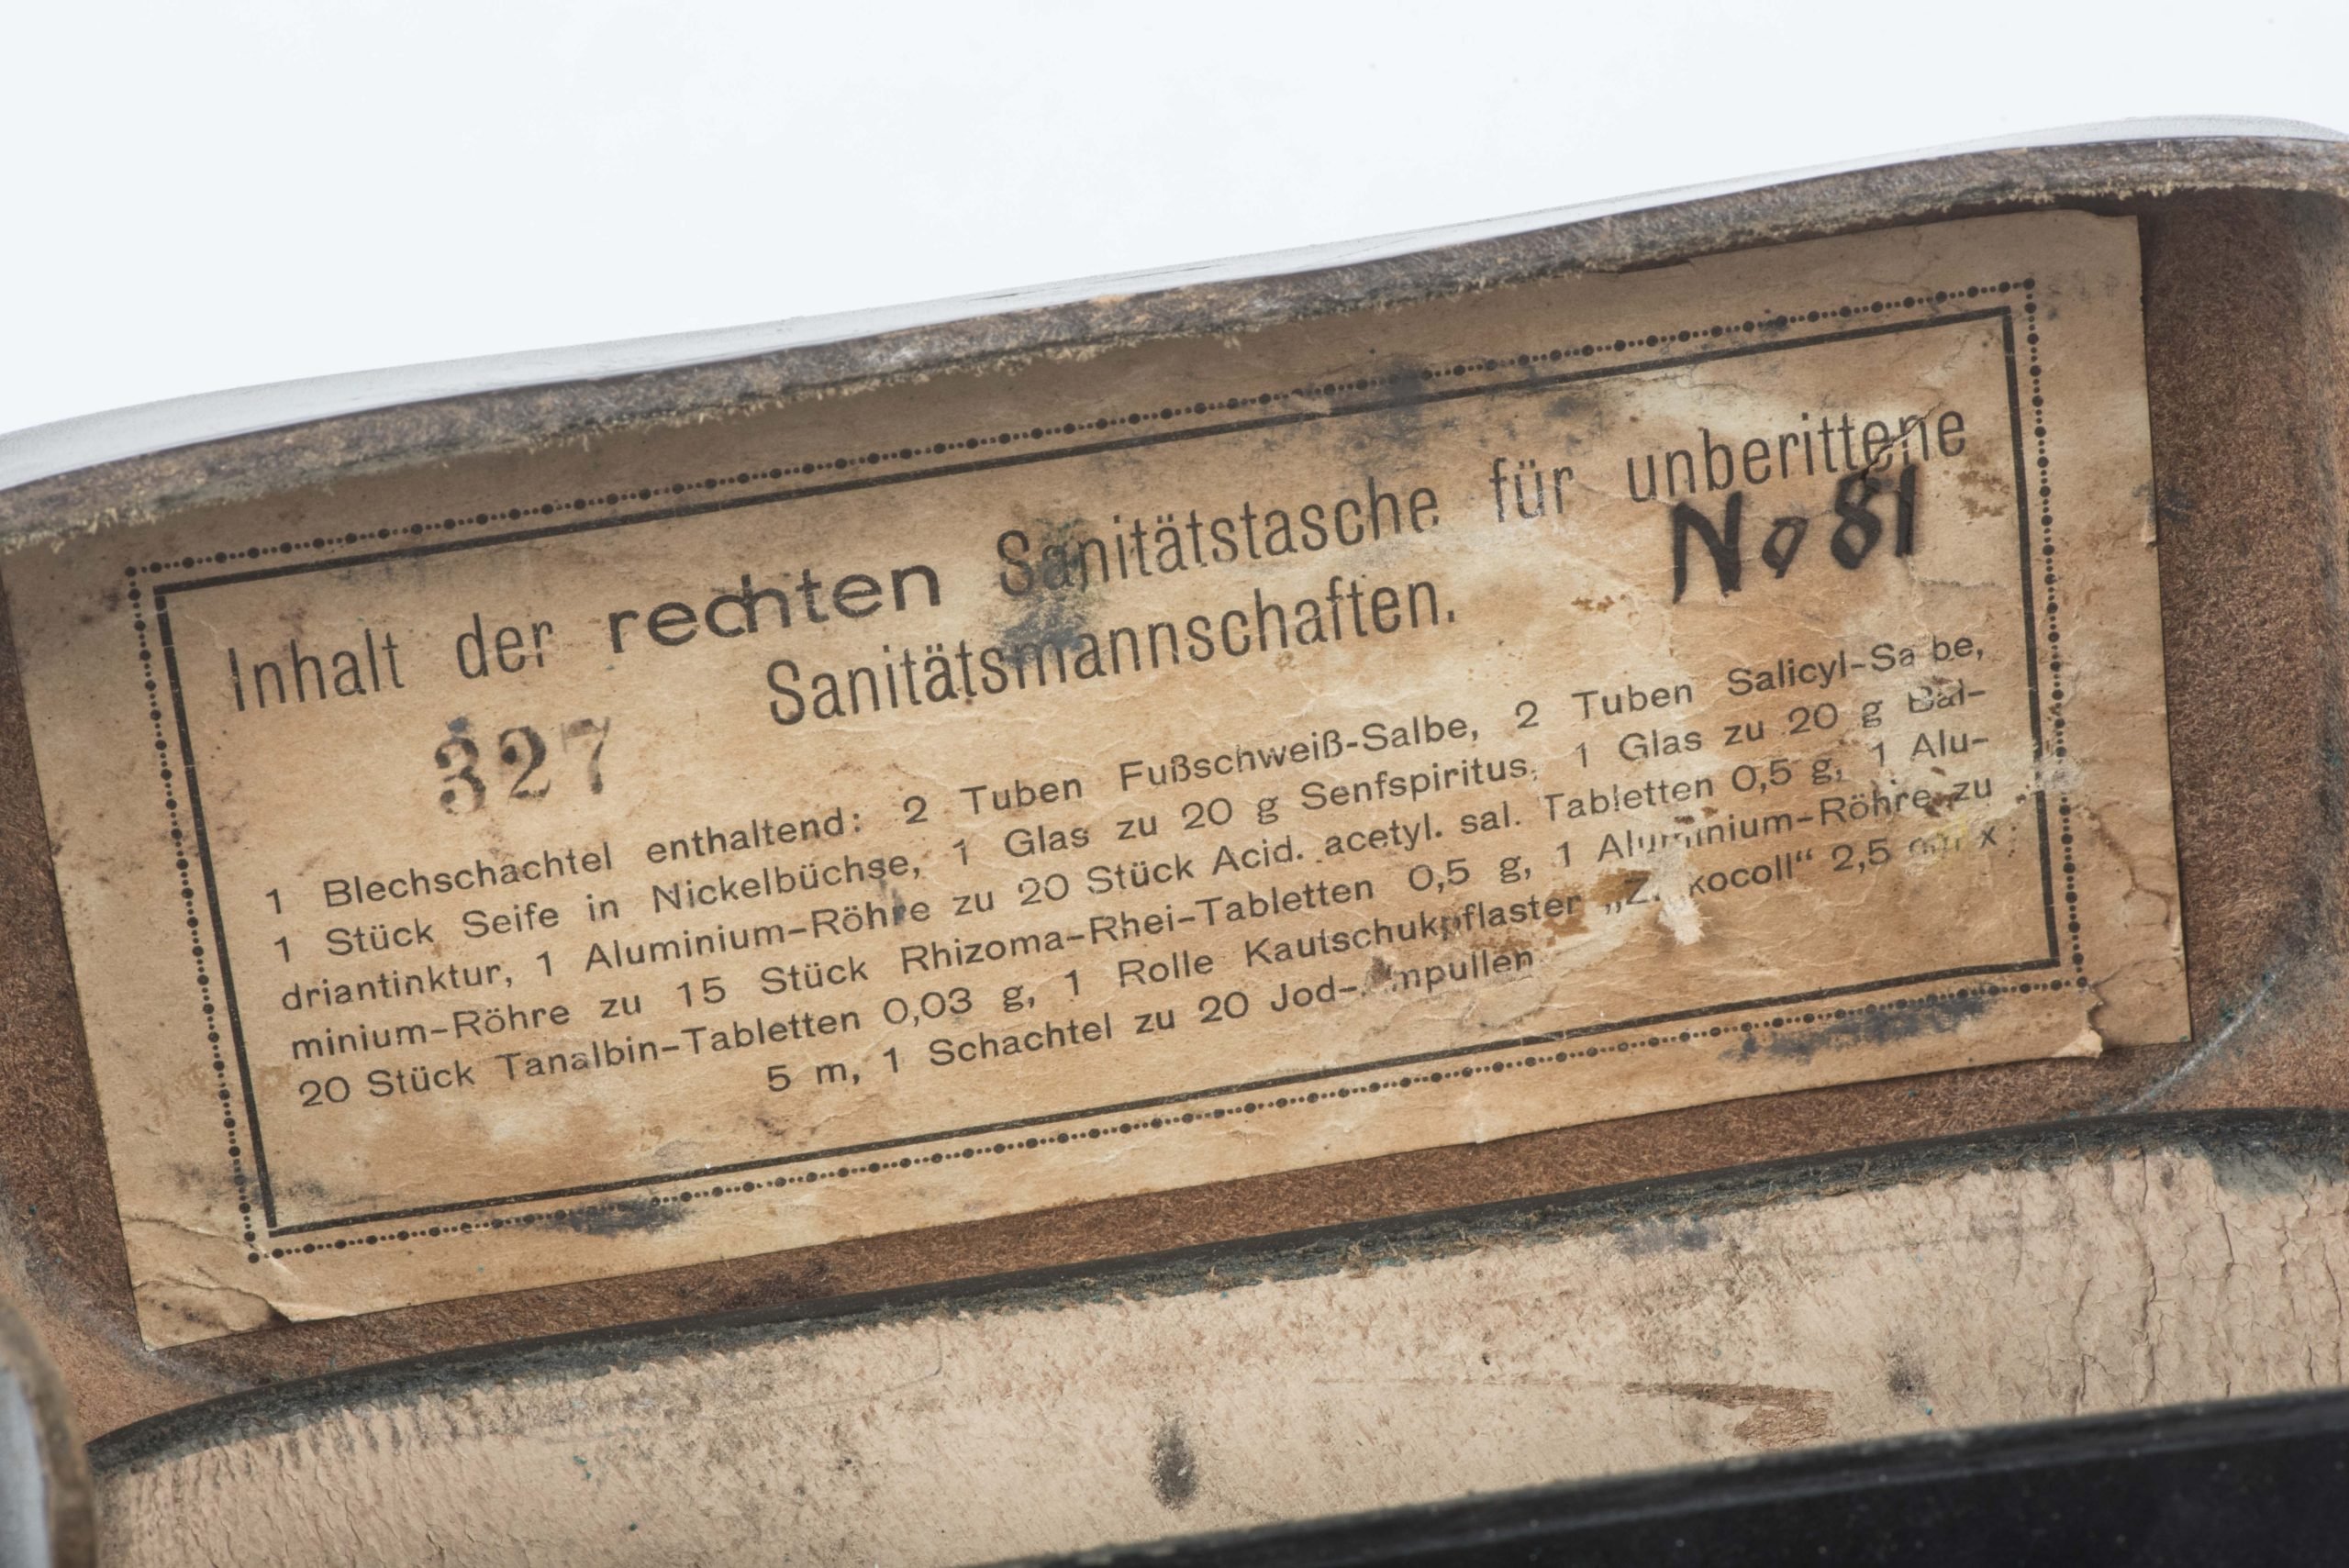 Inhalt der rechten Sanitätstasche für unberittene
Sanitätsmannschaften.
No 81
327
1 Blechschachtel enthaltend: 2 Tuben Fußschweiß-Salbe, 2 Tuben Salicyl-Salbe,
1 Stück Seife in Nickelbüchse, 1 Glas zu 20 g Senfspiritus, 1 Glas zu 20 g Bal-
driantinktur, 1 Aluminium-Röhre zu 20 Stück Acid. acetyl. sal. Tabletten 0,5 g, 1 Alu-
minium-Röhre zu 15 Stück Rhizoma-Rhei-Tabletten 0,5 g, 1 Aluminium-Röhre zu
20 Stück Tanalbin-Tabletten 0,03 g, 1 Rolle Kautschukpflaster 2,5 x
5 m, 1 Schachtel zu 20 Jod-Ampullen